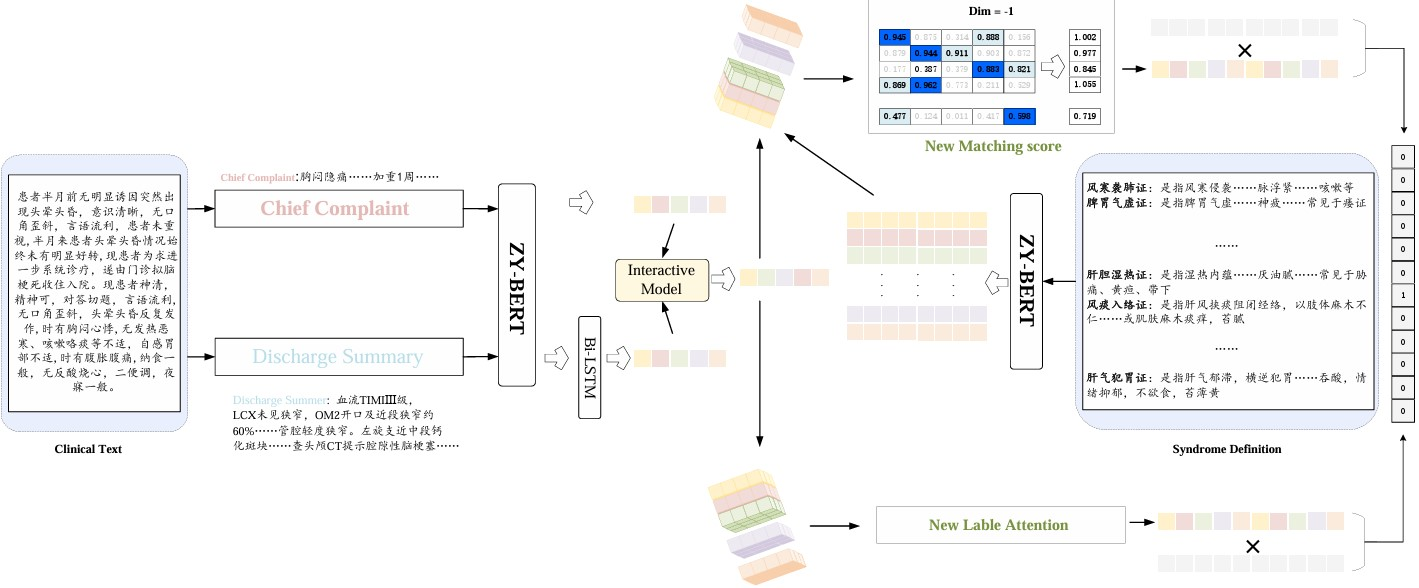 Dim = -1
0.945 0.875 0.314 0.888 0.156 1.002
0.879 0.944 0.911 0.903 0.872 0.977
0.177 0.387 0.379 0.883 0.821 0.845
0.869 0.962 0.773 0.211 0.329 1.055
0.477 0.124 0.011 0.417 0.598 0.719
New Matching score
患者半月前无明显诱因突然出
现头晕头昏，意识清晰，无口
角歪斜，言语流利，患者未重
视,半月来患者头晕头昏情况始
终未有明显好转,现患者为求进
一步系统诊疗，遂由门诊拟脑
梗死收住入院。现患者神清，
精神可，对答切题，言语流利，
无口角歪斜，头晕头昏反复发
作,时有胸闷心悸,无发热恶
寒、咳嗽咯痰等不适，自感胃
部不适,时有腹胀腹痛,纳食一
般，无反酸烧心，二便调，夜
寐一般。
Clinical Text
Chief Complaint:胸闷隐痛……加重1周……
Chief Complaint
Discharge Summary
Discharge Summer: 血流TIMIⅢ级，
LCX未见狭窄，OM2开口及近段狭窄约
60%……管腔轻度狭窄。左旋支近中段钙
化斑块……查头颅CT提示腔隙性脑梗塞……
ZY-BERT
Bi-LSTM
Interactive
Model
ZY-BERT
风寒袭肺证：是指风寒侵袭……脉浮紧……咳嗽等
脾胃气虚证：是指脾胃气虚……神疲……常见于痿证
……
肝胆湿热证：是指湿热内蕴……厌油腻……常见于胁
痛、黄疸、带下
风痰入络证：是指肝风挟痰阻闭经络，以肢体麻木不
仁……或肌肤麻木痰痹，苔腻
……
肝气犯胃证：是指肝气郁滞，横逆犯胃……吞酸，情
绪抑郁，不欲食，苔薄黄
Syndrome Definition
0
0
0
0
0
0
1
0
0
0
0
0
New Lable Attention